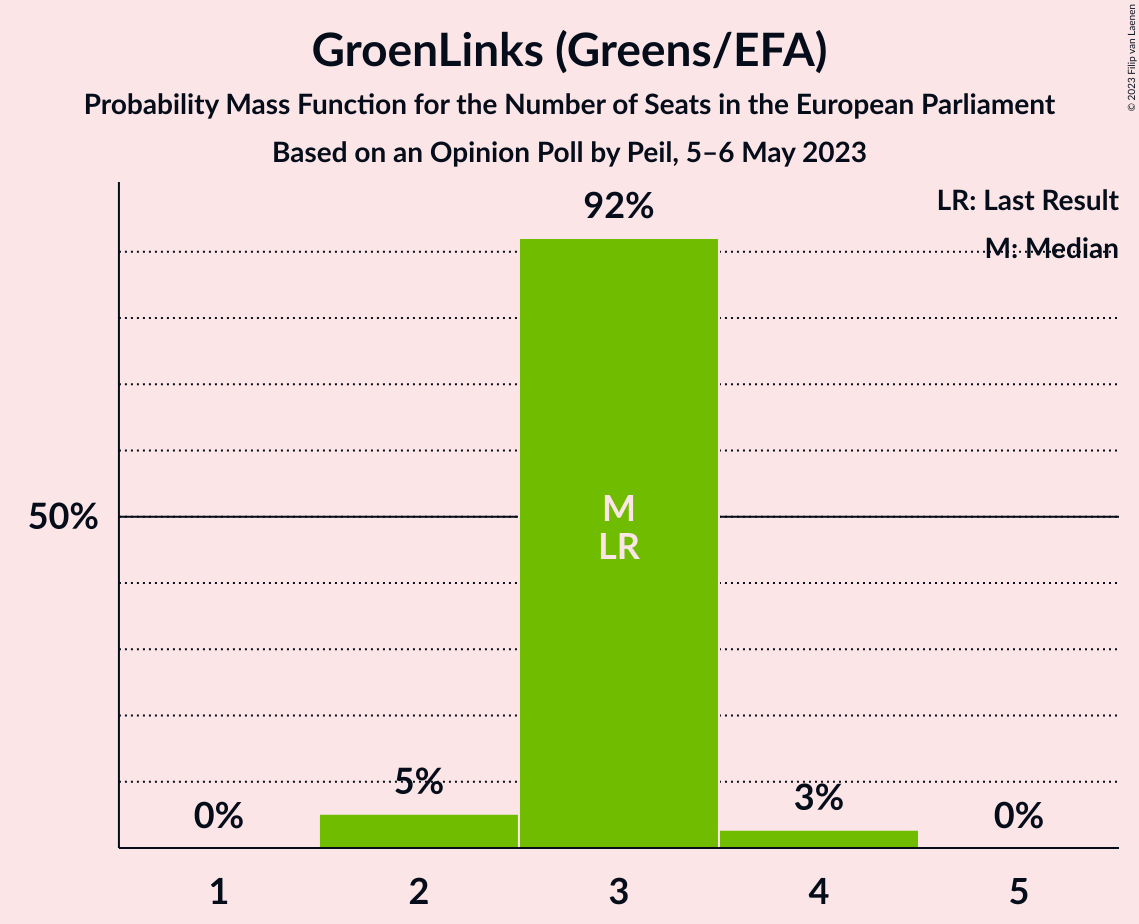 GroenLinks (Greens/EFA)
Probability Mass Function for the Number of Seats in the European Parliament
Based on an Opinion Poll by Peil, 5–6 May 2023
© 2023 Filip van Laenen
LR: Last Result
M: Median
92%
50%
M
LR
5%
3%
0%
0%
1 2 3 4 5